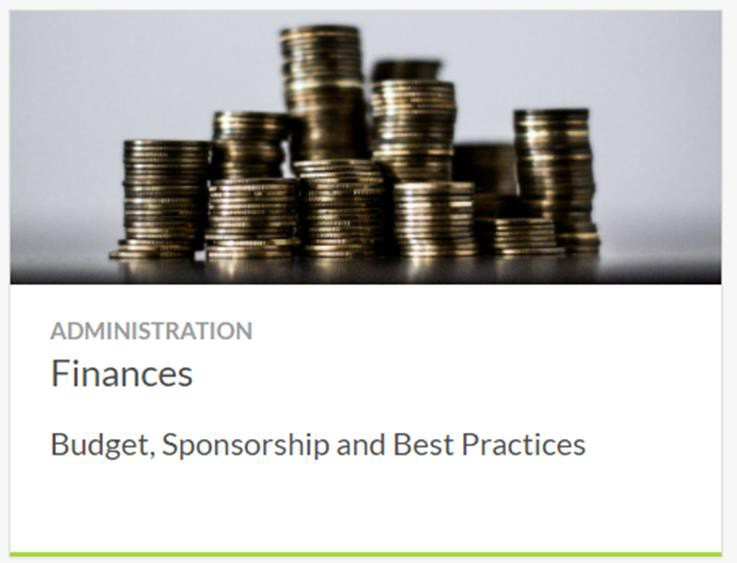 ADMINISTRATION
Finances
Budget, Sponsorship and Best Practices